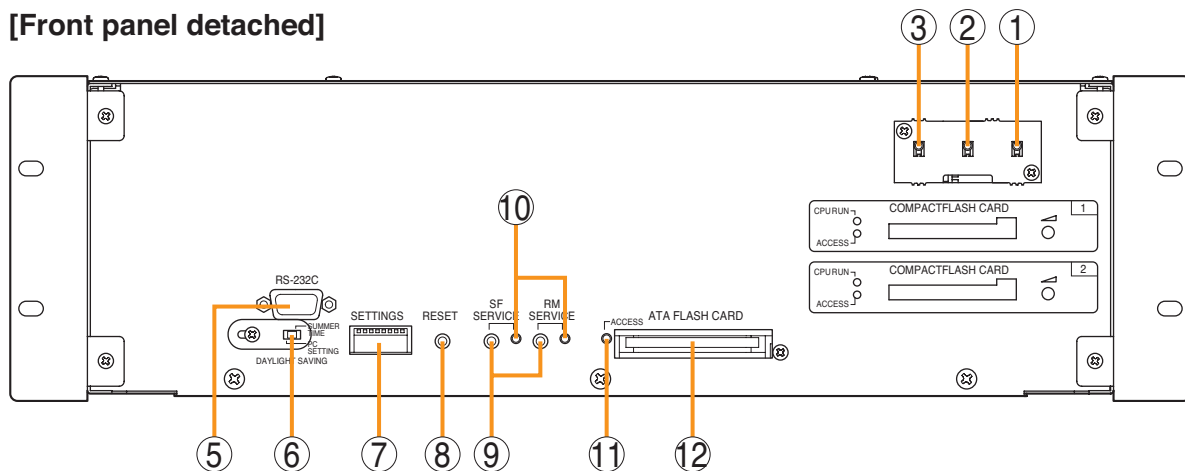 [Front panel detached]
3 2 1
CPU RUN
COMPACTFLASH CARD
1
ACCESS
10
CPU RUN
COMPACTFLASH CARD
2
ACCESS
RS-232C
SUMMER
TIME
PC
SETTING
DAYLIGHT SAVING
SETTINGS
RESET
SF
SERVICE
RM
SERVICE
ACCESS
ATA FLASH CARD
5 6 7 8 9 11 12